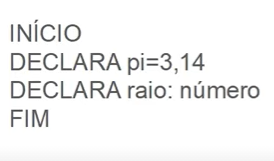 INÍCIO
DECLARA pi=3,14
DECLARA raio: número
FIM